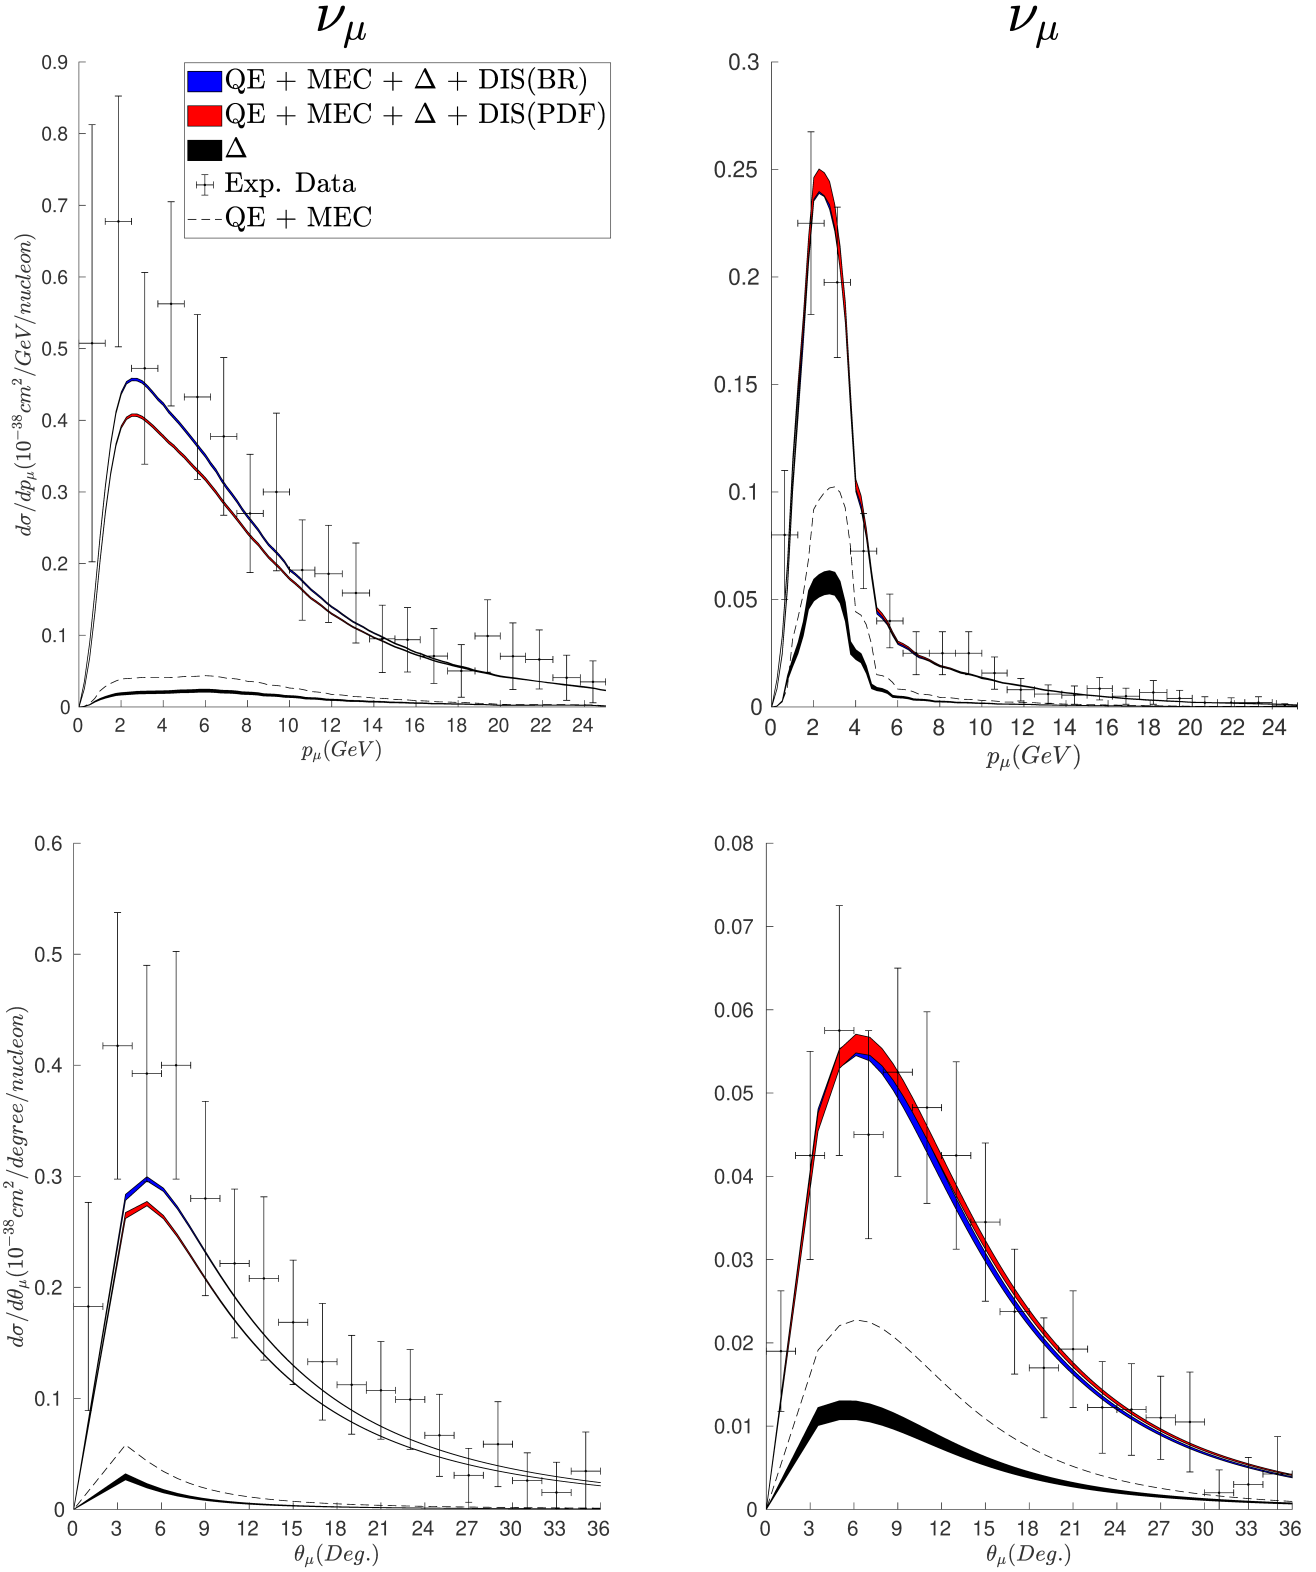 ν_μ
ν_μ
0.9
0.8
0.7
0.6
0.5
0.4
0.3
0.2
0.1
0
dσ/dp_μ(10^{-38}cm^2/GeV/nucleon)
QE + MEC + Δ + DIS(BR)
QE + MEC + Δ + DIS(PDF)
Δ
Exp. Data
QE + MEC
0 2 4 6 8 10 12 14 16 18 20 22 24
p_μ(GeV)
0.3
0.25
0.2
0.15
0.1
0.05
0
0 2 4 6 8 10 12 14 16 18 20 22 24
p_μ(GeV)
0.6
0.5
0.4
0.3
0.2
0.1
0
dσ/dθ_μ(10^{-38}cm^2/degree/nucleon)
0 3 6 9 12 15 18 21 24 27 30 33 36
θ_μ(Deg.)
0.08
0.07
0.06
0.05
0.04
0.03
0.02
0.01
0
0 3 6 9 12 15 18 21 24 27 30 33 36
θ_μ(Deg.)